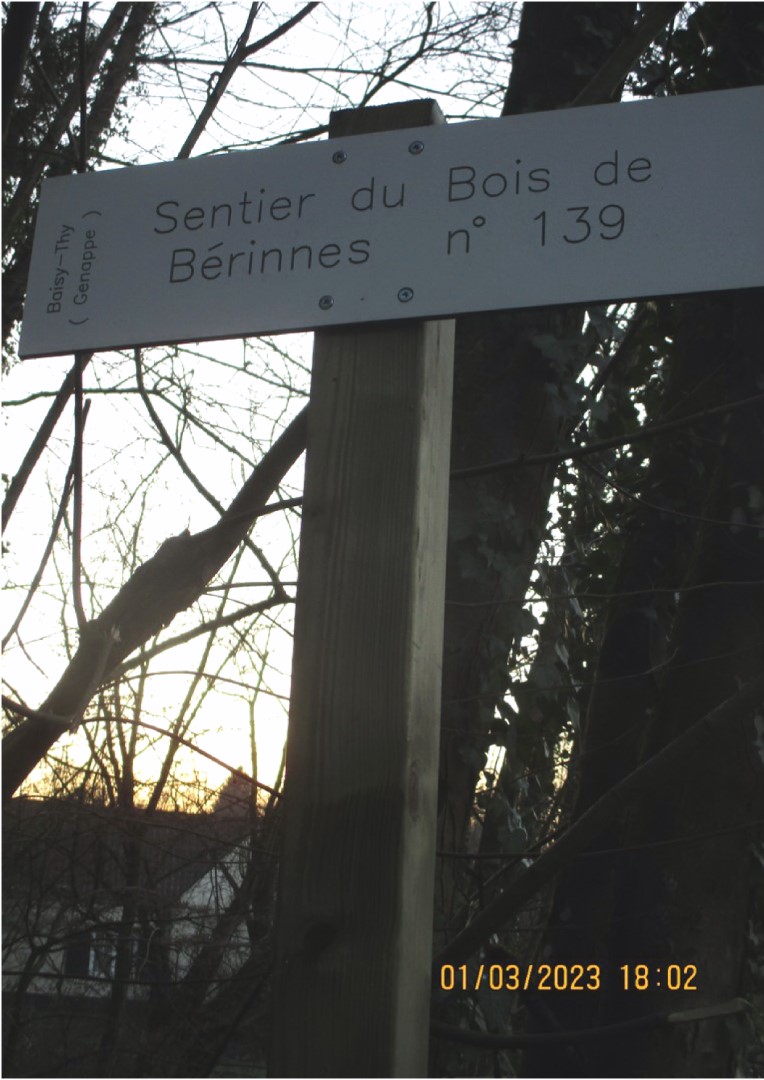 Baisy-Thy
( Genappe )
Sentier du Bois de
Bérinnes n° 139
01/03/2023 18:02